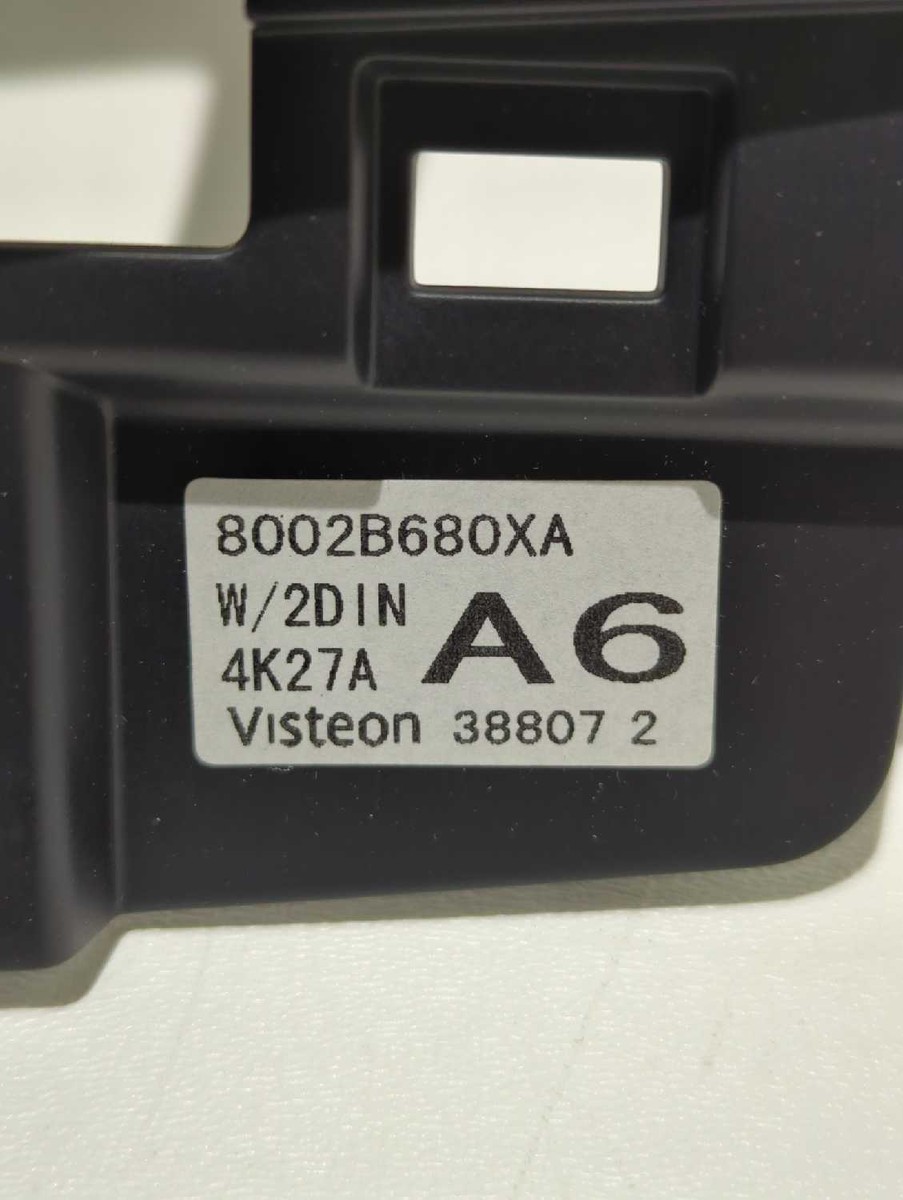 8002B680XA
W/2DIN
4K27A
A6
Visteon 38807 2